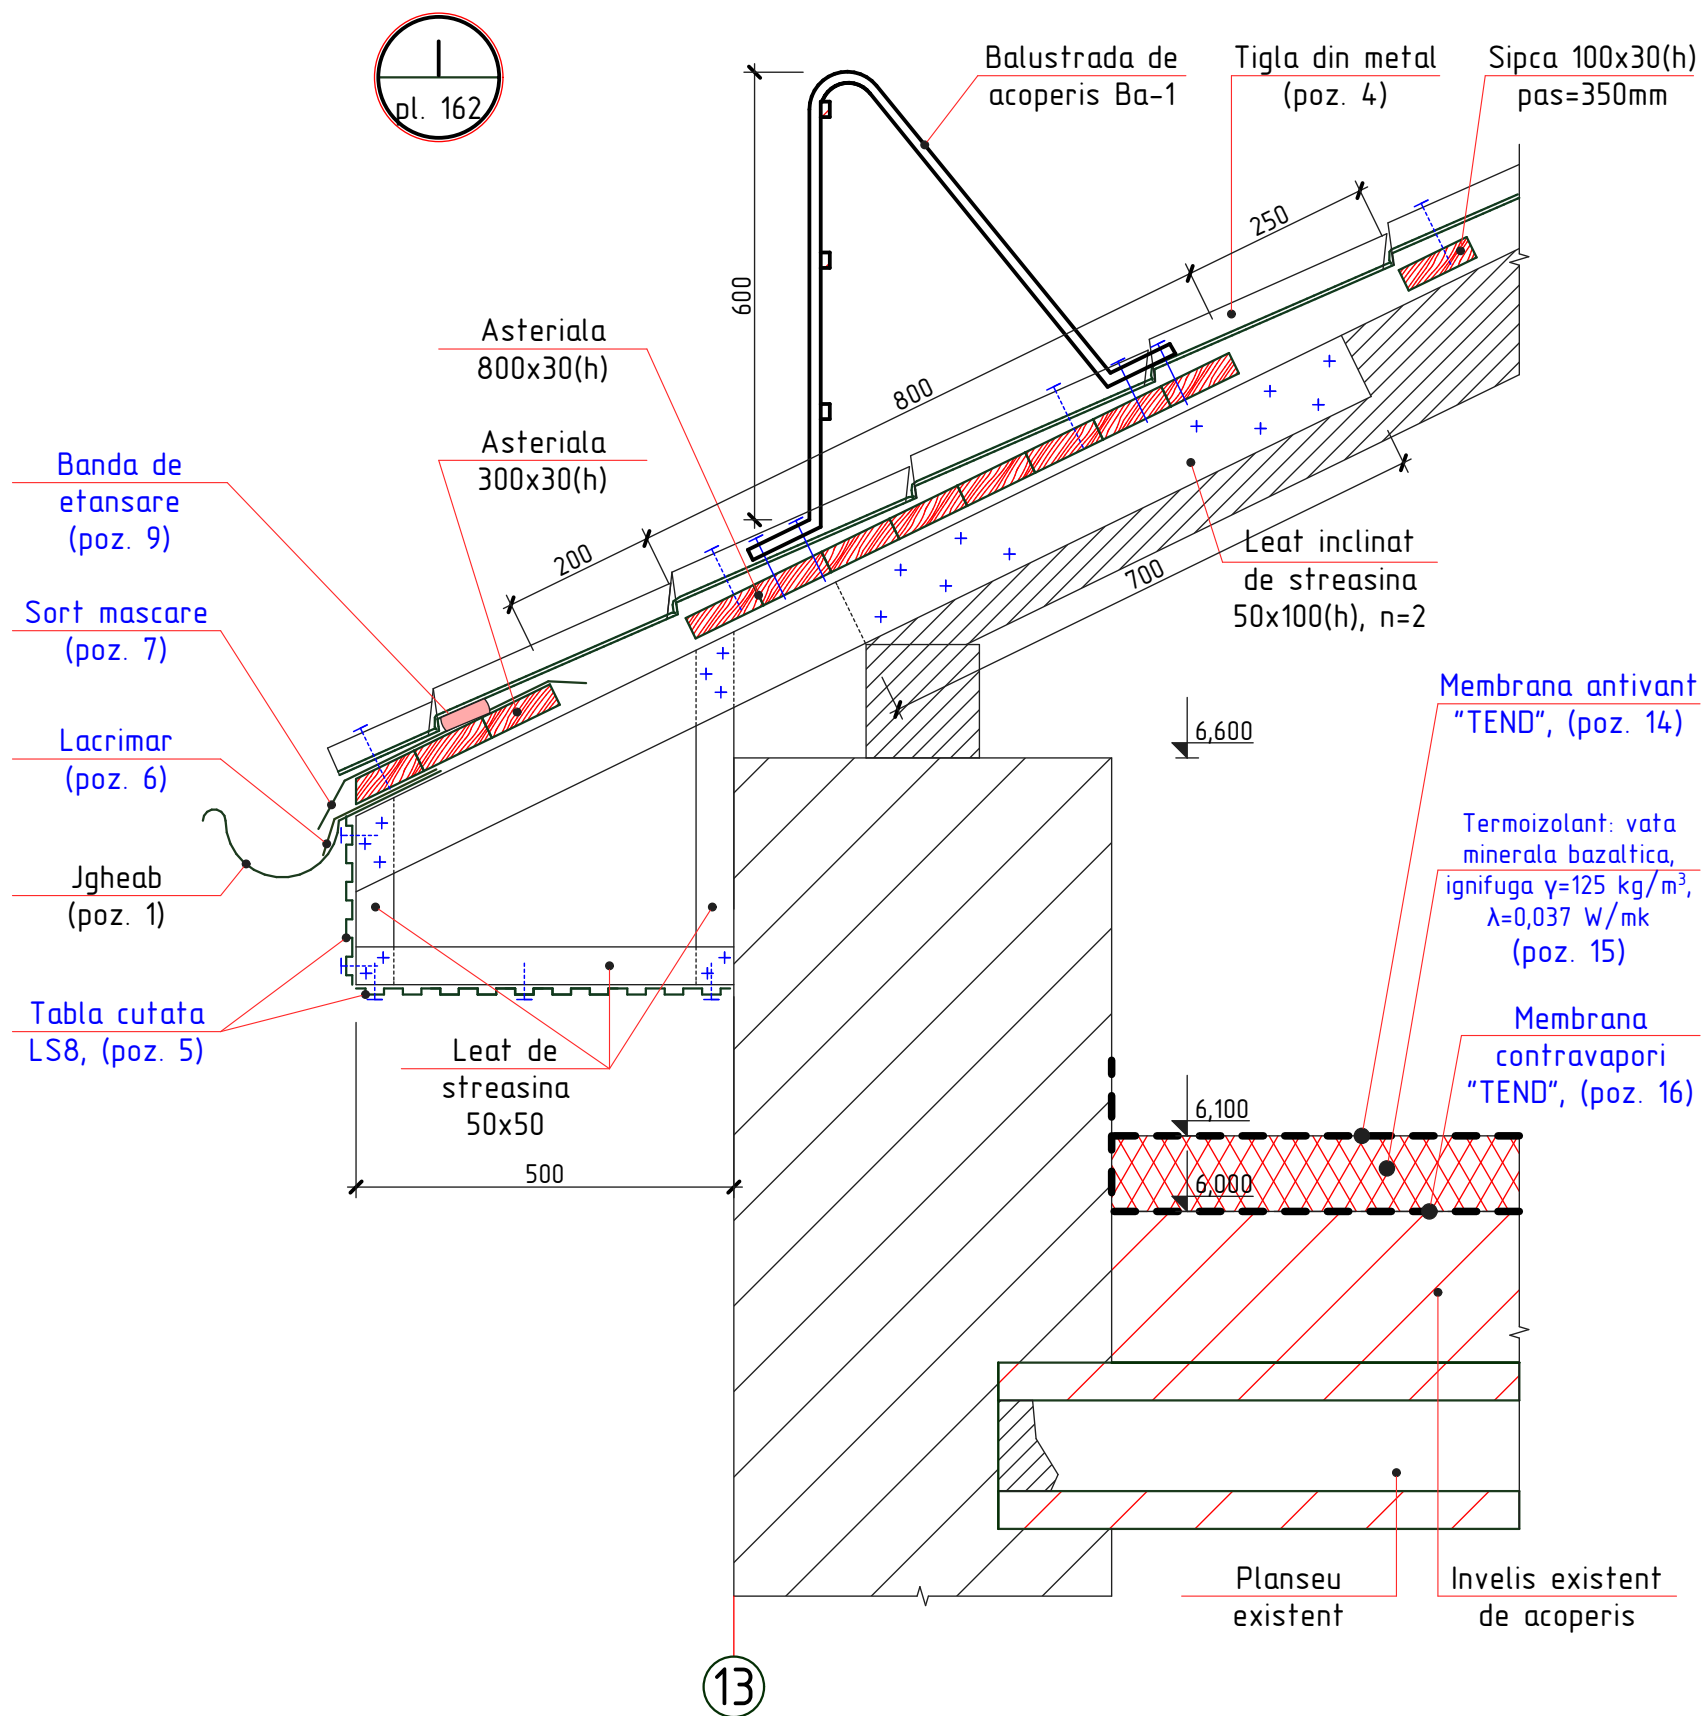 I
pl. 162
Balustrada de
acoperis Ba-1
Tigla din metal
(poz. 4)
Sipca 100x30(h)
pas=350mm
250
600
800
Asteriala
800x30(h)
Asteriala
300x30(h)
200
Banda de
etansare
(poz. 9)
Leat inclinat
de streasina
50x100(h), n=2
700
Sort mascare
(poz. 7)
Membrana antivant
"TEND", (poz. 14)
6,600
Lacrimar
(poz. 6)
Termoizolant: vata
minerala bazaltica,
ignifuga γ=125 kg/m³,
λ=0,037 W/mk
(poz. 15)
Jgheab
(poz. 1)
Tabla cutata
LS8, (poz. 5)
Leat de
streasina
50x50
Membrana
contravapori
"TEND", (poz. 16)
6,100
6,000
500
Planseu
existent
Invelis existent
de acoperis
13